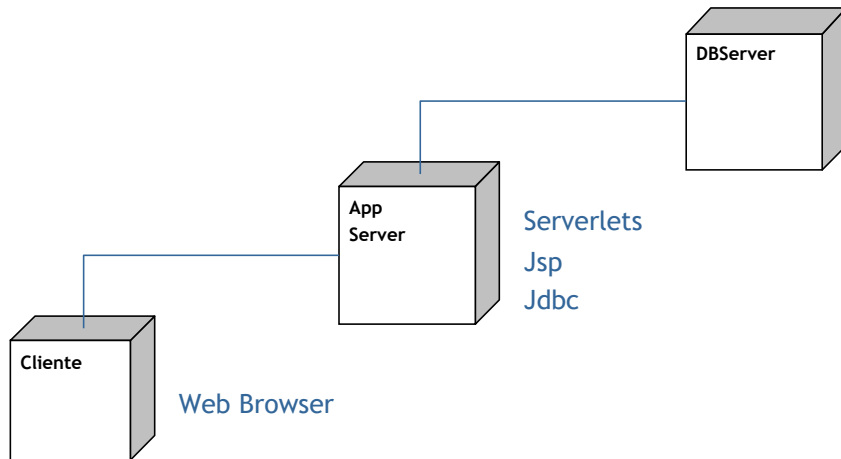 DBServer
App
Server
Serverlets
Jsp
Jdbc
Cliente
Web Browser